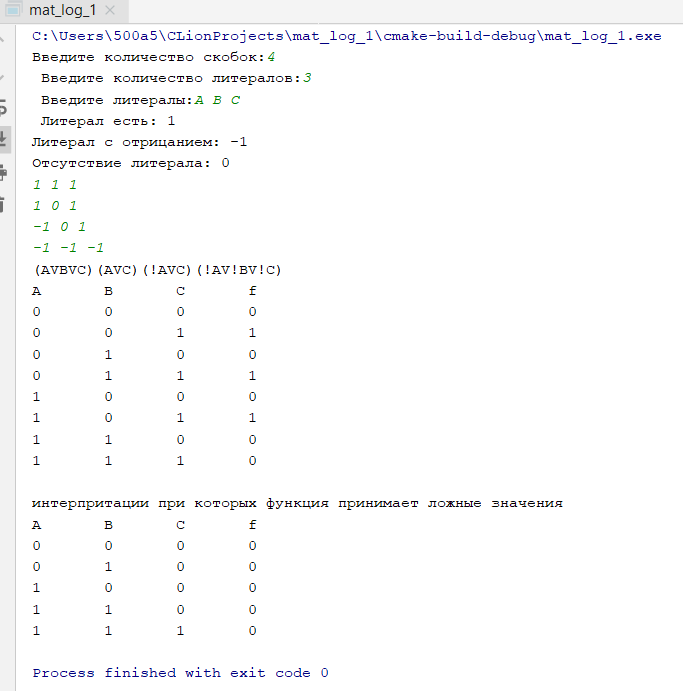 mat_log_1
C:\Users\500a5\CLionProjects\mat_log_1\cmake-build-debug\mat_log_1.exe
Введите количество скобок:4
Введите количество литералов:3
Введите литералы:A B C
Литерал есть: 1
Литерал с отрицанием: -1
Отсутствие литерала: 0
1 1 1
1 0 1
-1 0 1
-1 -1 -1
(AVBVC)(AVC)(!AVC)(!AV!BV!C)
A B C f
0 0 0 0
0 0 1 1
0 1 0 0
0 1 1 1
1 0 0 0
1 0 1 1
1 1 0 0
1 1 1 0
интерпритации при которых функция принимает ложные значения
A B C f
0 0 0 0
0 1 0 0
1 0 0 0
1 1 0 0
1 1 1 0
Process finished with exit code 0